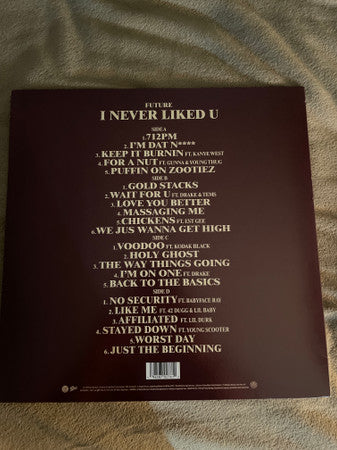 FUTURE
I NEVER LIKED U
SIDE A
1. 712PM
2. I'M DAT N****
3. KEEP IT BURNIN FT. KANYE WEST
4. FOR A NUT FT. GUNNA & YOUNG THUG
5. PUFFIN ON ZOOTIEZ
SIDE B
1. GOLD STACKS
2. WAIT FOR U FT. DRAKE & TEMS
3. LOVE YOU BETTER
4. MASSAGING ME
5. CHICKENS FT. EST GEE
6. WE JUS WANNA GET HIGH
SIDE C
1. VOODOO FT. KODAK BLACK
2. HOLY GHOST
3. THE WAY THINGS GOING
4. I'M ON ONE FT. DRAKE
5. BACK TO THE BASICS
SIDE D
1. NO SECURITY FT. BABYFACE RAY
2. LIKE ME FT. 42 DUGG & LIL BABY
3. AFFILIATED FT. LIL DURK
4. STAYED DOWN FT. YOUNG SCOOTER
5. WORST DAY
6. JUST THE BEGINNING